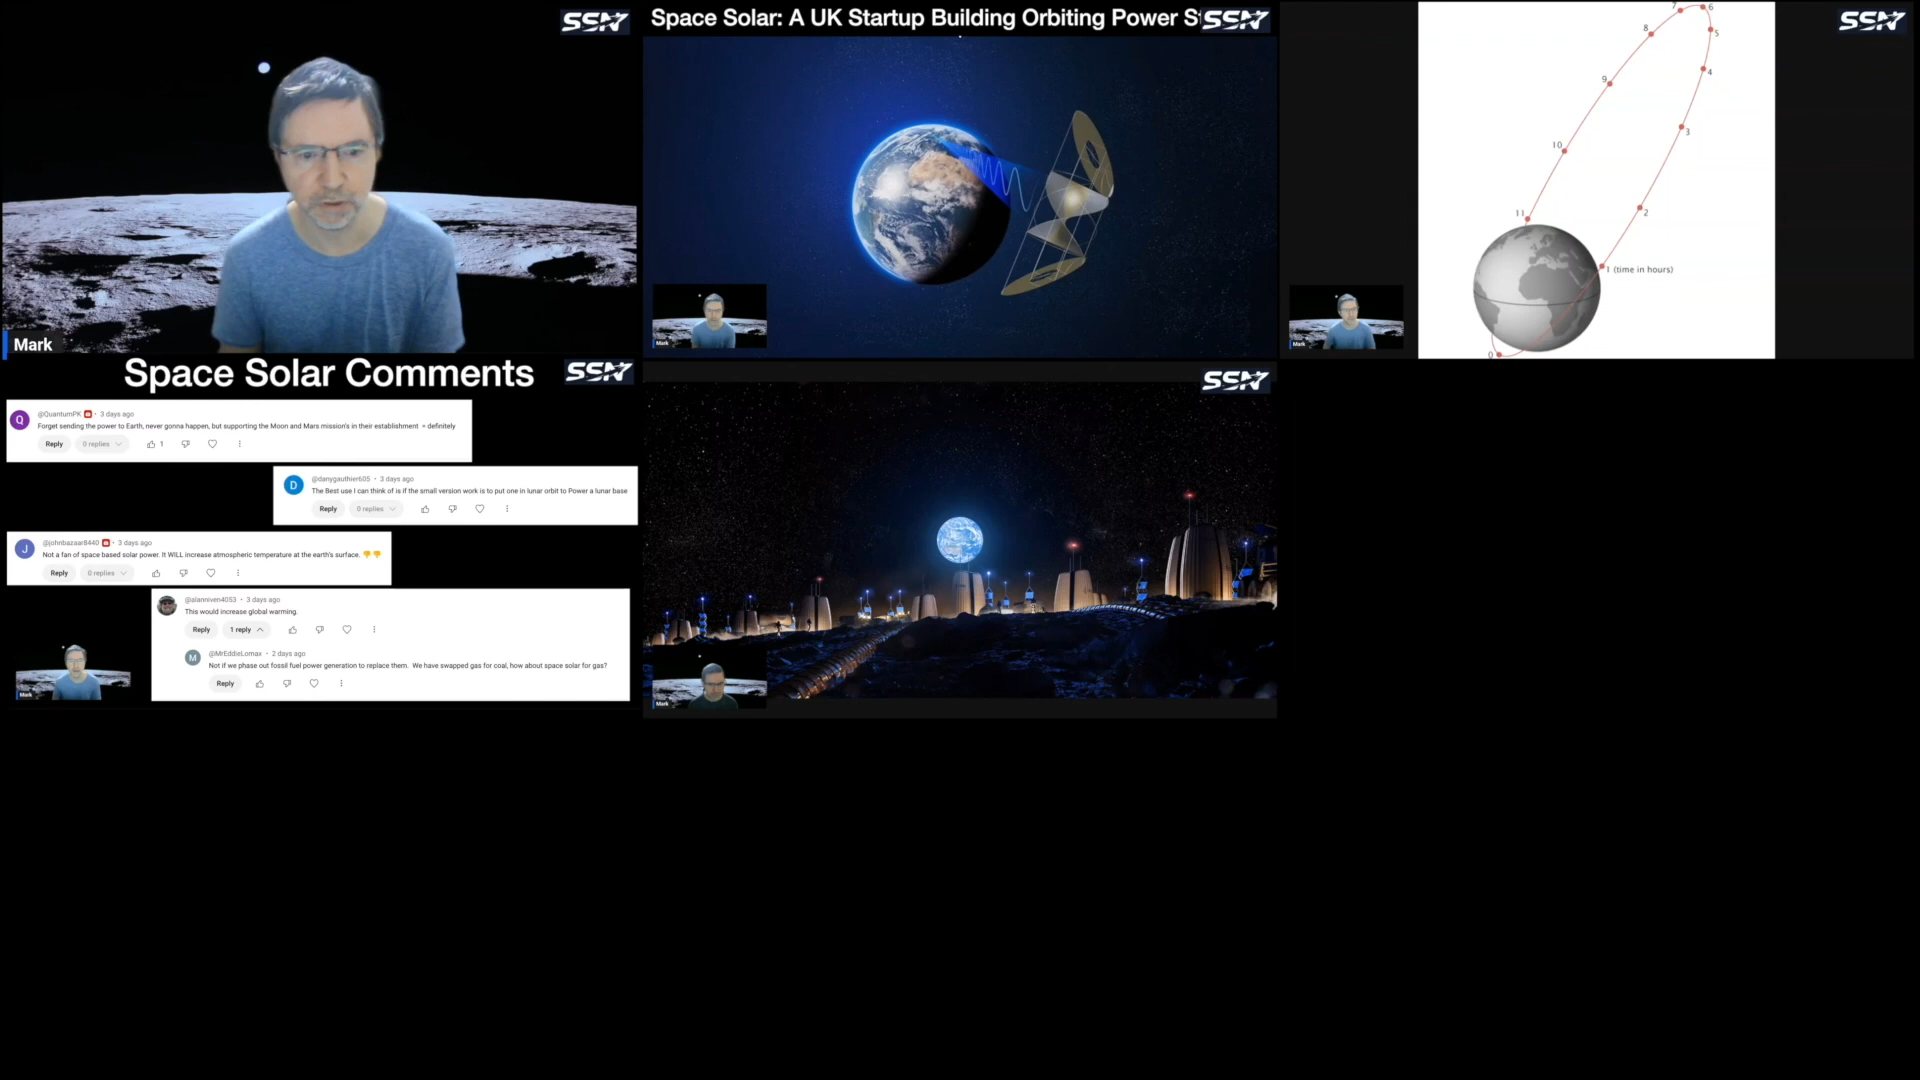 SSN
Mark
Space Solar: A UK Startup Building Orbiting Power S
SSN
Mark
SSN
7
6
8
5
4
9
3
10
2
11
1 (time in hours)
0
Mark
Space Solar Comments
SSN
Q
@QuantumPK • 3 days ago
Forget sending the power to Earth, never gonna happen, but supporting the Moon and Mars mission's in their establishment = definitely
Reply 0 replies 1
D
@danygauthier605 • 3 days ago
The Best use I can think of is if the small version work is to put one in lunar orbit to Power a lunar base
Reply 0 replies
J
@johnbazaar8440 • 3 days ago
Not a fan of space based solar power. It WILL increase atmospheric temperature at the earth's surface. 👎👎
Reply 0 replies
@alanniven4053 • 3 days ago
This would increase global warming.
Reply 1 reply
M
@MrEddieLomax • 2 days ago
Not if we phase out fossil fuel power generation to replace them. We have swapped gas for coal, how about space solar for gas?
Reply
Mark
SSN
Mark